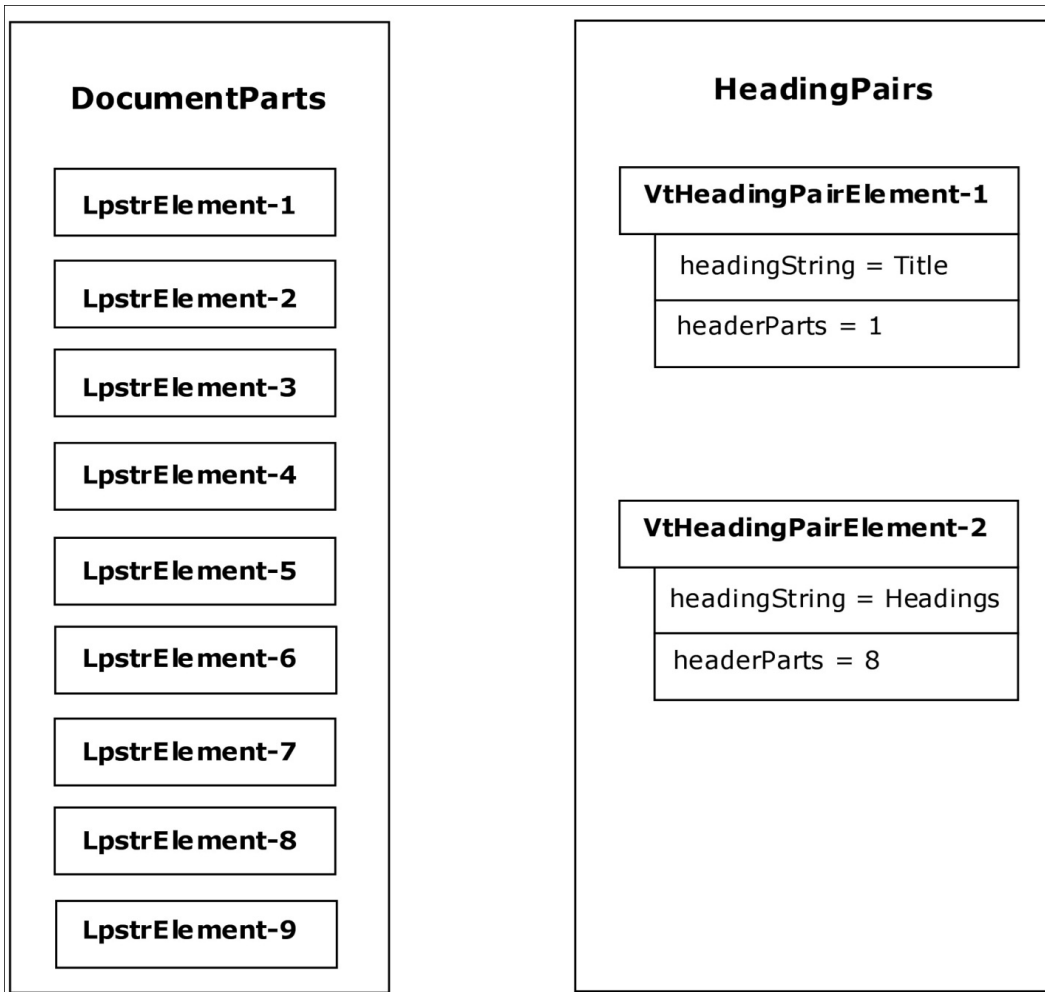 DocumentParts
LpstrElement-1
LpstrElement-2
LpstrElement-3
LpstrElement-4
LpstrElement-5
LpstrElement-6
LpstrElement-7
LpstrElement-8
LpstrElement-9
HeadingPairs
VtHeadingPairElement-1
headingString = Title
headerParts = 1
VtHeadingPairElement-2
headingString = Headings
headerParts = 8